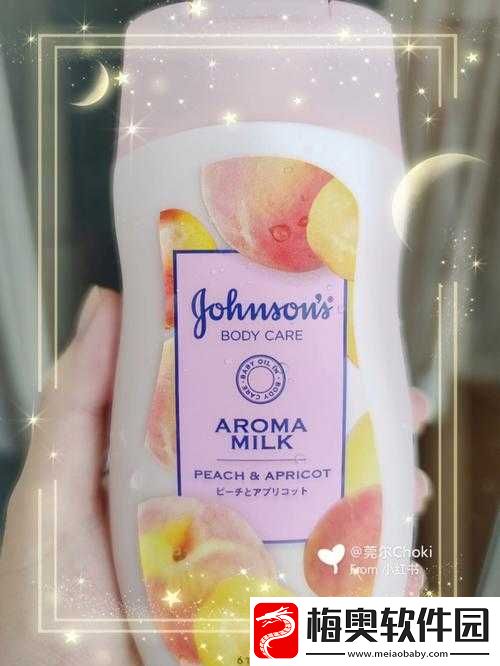 Johnson's
BODY CARE
BABY OIL IN
BODY CARE
AROMA
MILK
PEACH & APRICOT
ピーチとアプリコット
@莞尔Choki
From 小红书
梅奥软件园
www.meiaobaby.com